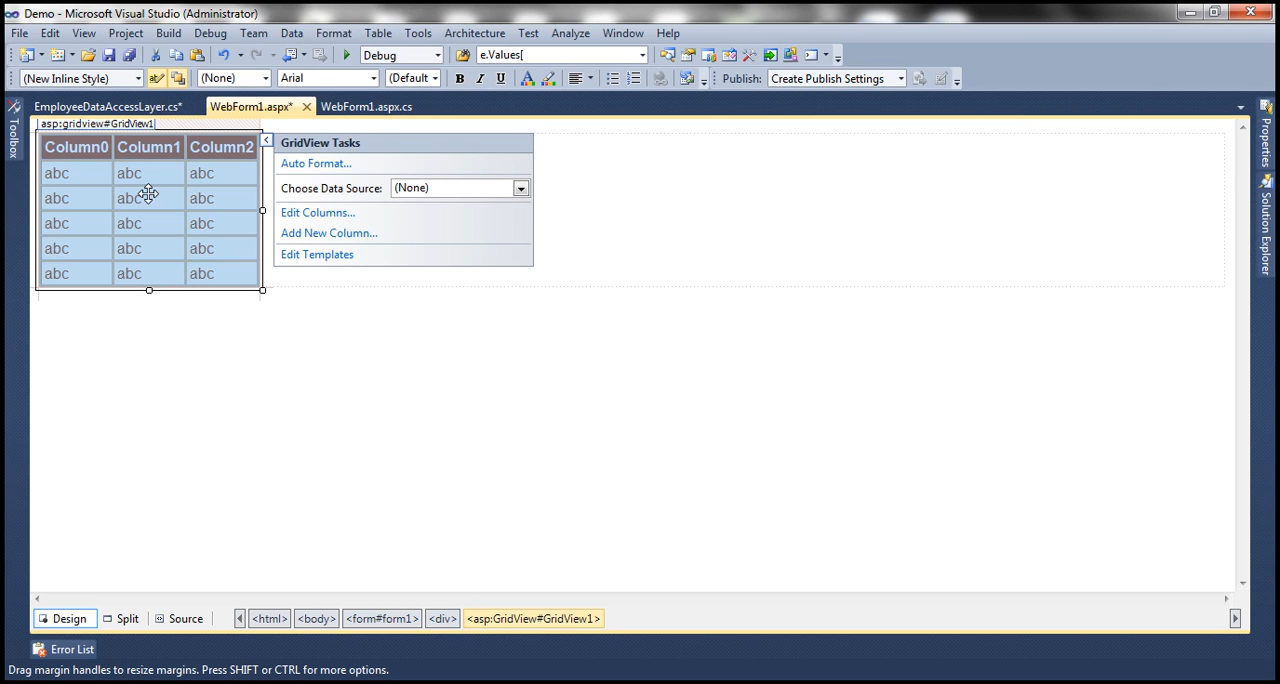 Demo - Microsoft Visual Studio (Administrator)
File Edit View Project Build Debug Team Data Format Table Tools Architecture Test Analyze Window Help
Debug e.Values[
(New Inline Style) (None) Arial (Default B I U A Publish: Create Publish Settings
EmployeeDataAccessLayer.cs* WebForm1.aspx* WebForm1.aspx.cs
Toolbox
Properties
Solution Explorer
asp:gridview#GridView1
Column0 Column1 Column2
abc abc abc
abc abc abc
abc abc abc
abc abc abc
abc abc abc
GridView Tasks
Auto Format...
Choose Data Source: (None)
Edit Columns...
Add New Column...
Edit Templates
Design Split Source <html> <body> <form#form1> <div> <asp:GridView#GridView1>
Error List
Drag margin handles to resize margins. Press SHIFT or CTRL for more options.